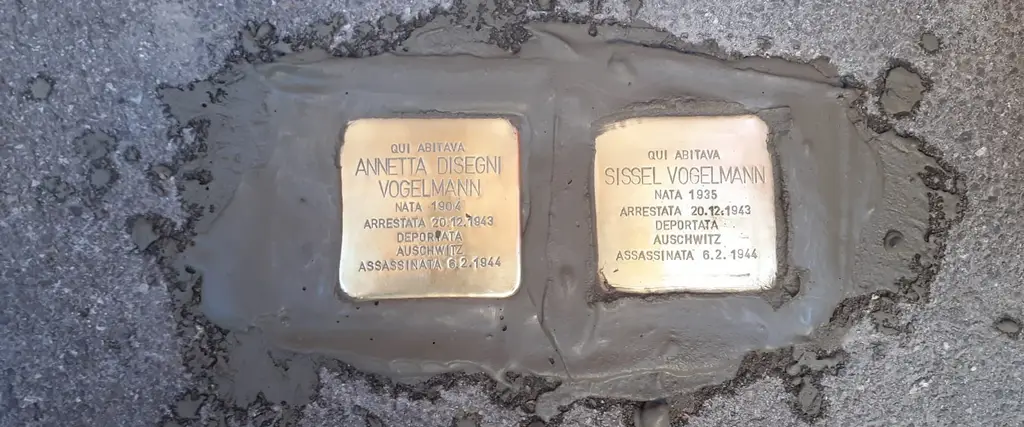 QUI ABITAVA
ANNETTA DISEGNI
VOGELMANN
NATA 1904
ARRESTATA 20.12.1943
DEPORTATA
AUSCHWITZ
ASSASSINATA 6.2.1944
QUI ABITAVA
SISSEL VOGELMANN
NATA 1935
ARRESTATA 20.12.1943
DEPORTATA
AUSCHWITZ
ASSASSINATA 6.2.1944